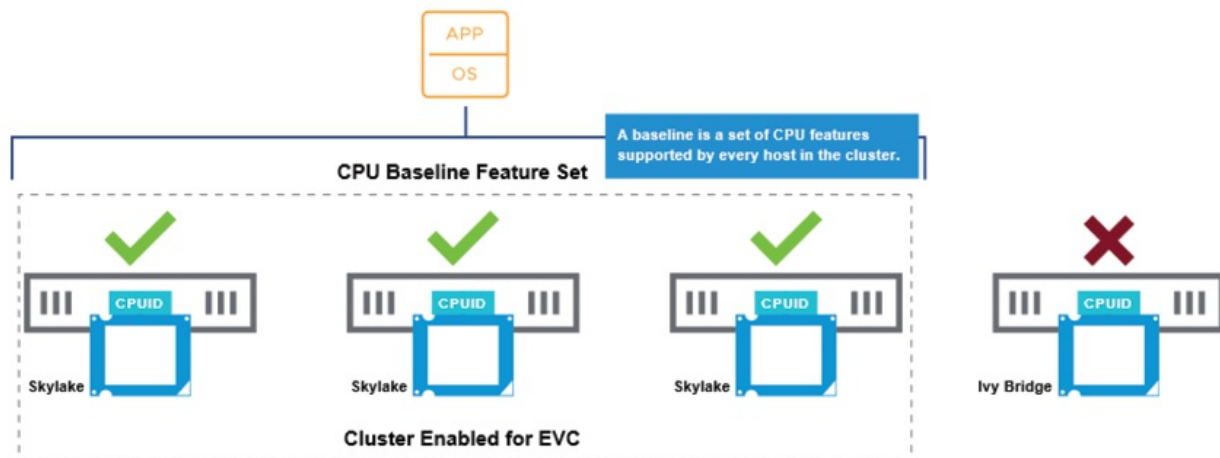 APP
OS
A baseline is a set of CPU features
supported by every host in the cluster.
CPU Baseline Feature Set
CPUID
CPUID
CPUID
CPUID
Skylake
Skylake
Skylake
Ivy Bridge
Cluster Enabled for EVC